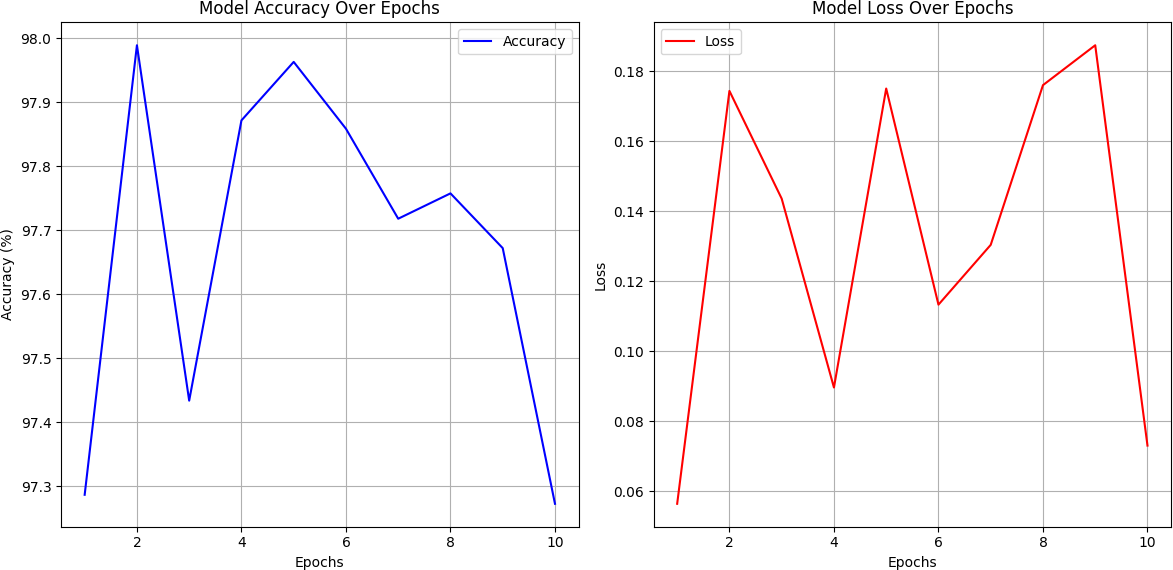 Model Accuracy Over Epochs
Accuracy
98.0
97.9
97.8
97.7
97.6
97.5
97.4
97.3
Accuracy (%)
2 4 6 8 10
Epochs
Model Loss Over Epochs
Loss
0.18
0.16
0.14
0.12
0.10
0.08
0.06
Loss
2 4 6 8 10
Epochs